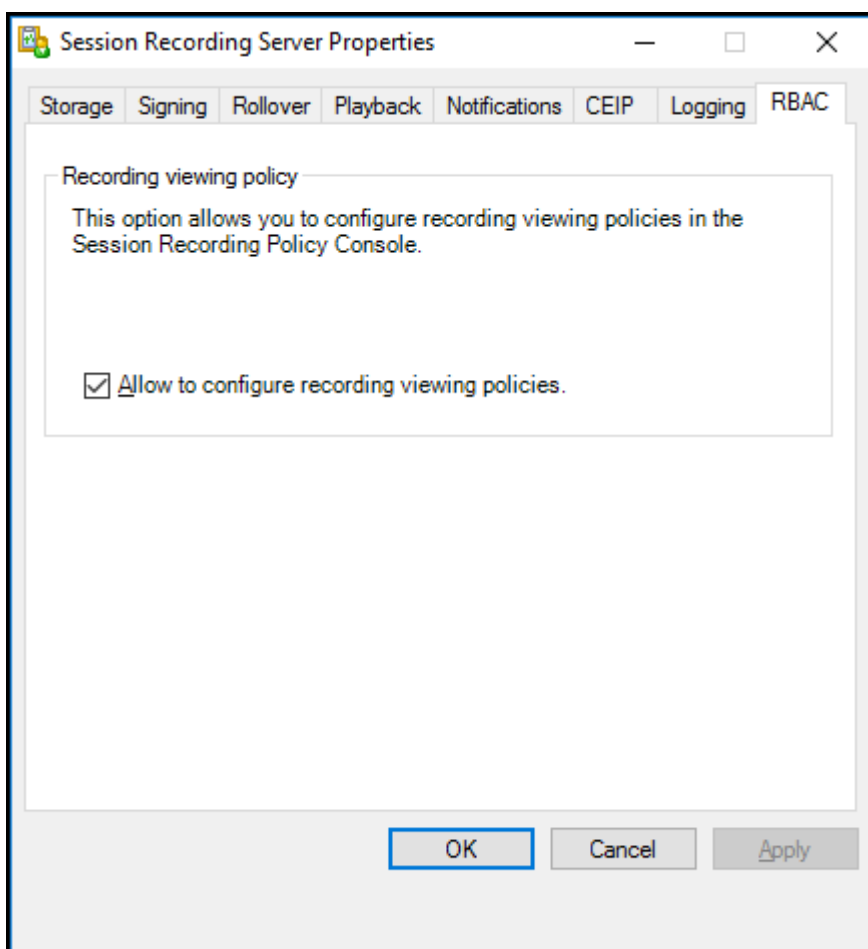 Session Recording Server Properties
Storage Signing Rollover Playback Notifications CEIP Logging RBAC
Recording viewing policy
This option allows you to configure recording viewing policies in the
Session Recording Policy Console.
Allow to configure recording viewing policies.
OK Cancel Apply